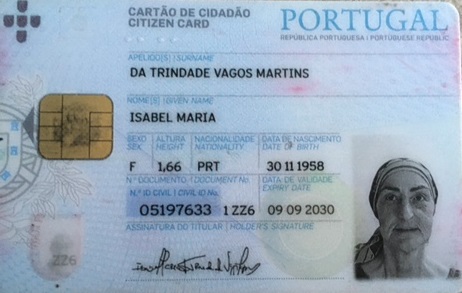 CARTÃO DE CIDADÃO
CITIZEN CARD
PORTUGAL
REPÚBLICA PORTUGUESA | PORTUGUESE REPUBLIC
APELIDO[S] | SURNAME
DA TRINDADE VAGOS MARTINS
NOME[S] | GIVEN NAME
ISABEL MARIA
SEXO ALTURA NACIONALIDADE DATA DE NASCIMENTO
SEX HEIGHT NATIONALITY DATE OF BIRTH
F 1,66 PRT 30 11 1958
Nº DOCUMENTO | DOCUMENT No. DATA DE VALIDADE
N.º ID CIVIL | CIVIL ID No. EXPIRY DATE
05197633 1 ZZ6 09 09 2030
ASSINATURA DO TITULAR | HOLDER'S SIGNATURE
ZZ6